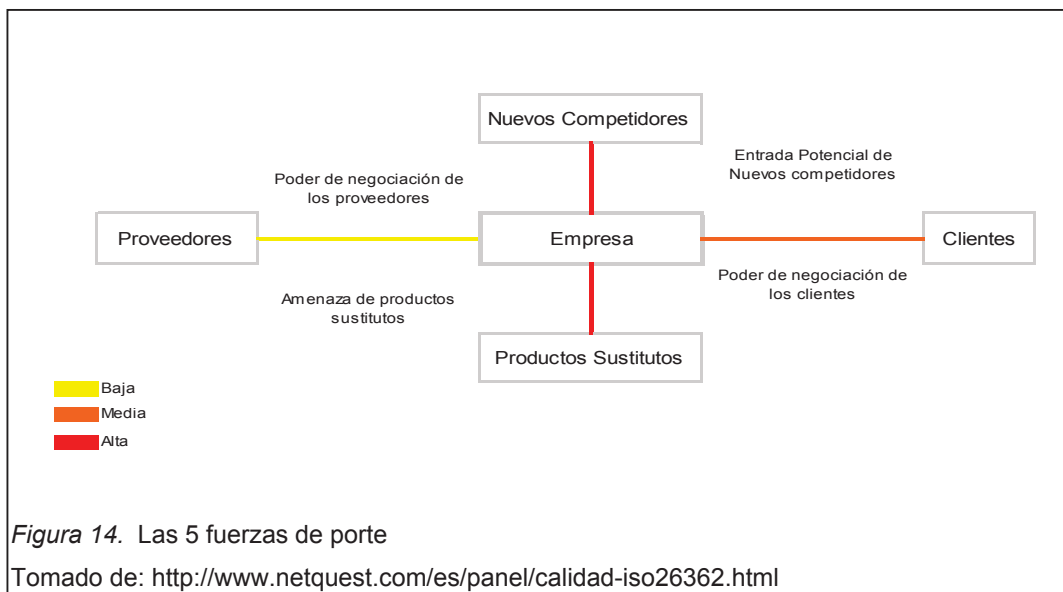 Nuevos Competidores
Entrada Potencial de
Nuevos competidores
Poder de negociación de
los proveedores
Proveedores
Empresa
Clientes
Poder de negociación de
los clientes
Amenaza de productos
sustitutos
Productos Sustitutos
Baja
Media
Alta
Figura 14. Las 5 fuerzas de porte
Tomado de: http://www.netquest.com/es/panel/calidad-iso26362.html